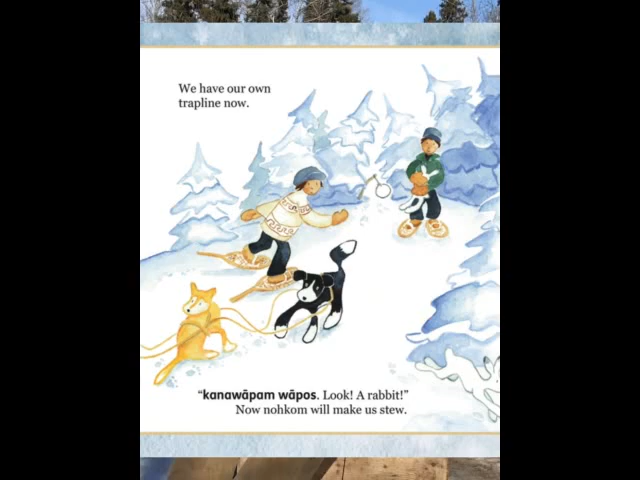 We have our own
trapline now.
“kanawāpam wāpos. Look! A rabbit!”
Now nohkom will make us stew.